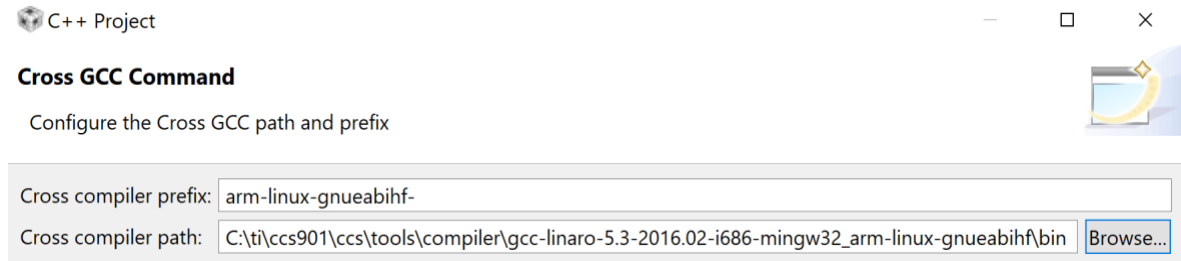 C++ Project
Cross GCC Command
Configure the Cross GCC path and prefix
Cross compiler prefix: arm-linux-gnueabihf-
Cross compiler path: C:\ti\ccs901\ccs\tools\compiler\gcc-linaro-5.3-2016.02-i686-mingw32_arm-linux-gnueabihf\bin Browse...